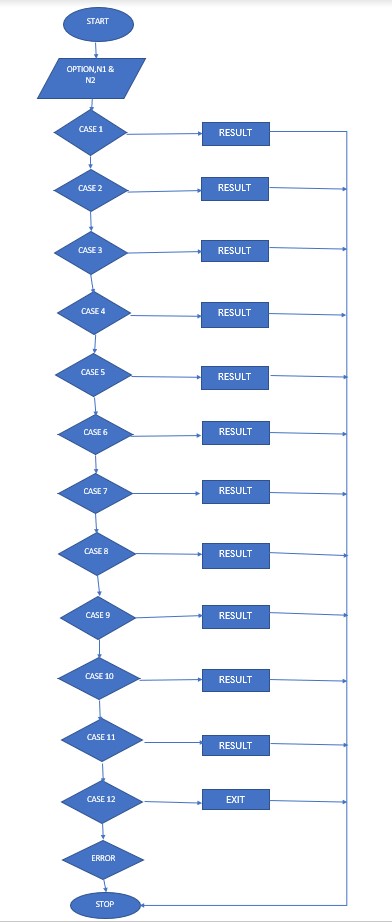 START
OPTION,N1 &
N2
CASE 1
RESULT
CASE 2
RESULT
CASE 3
RESULT
CASE 4
RESULT
CASE 5
RESULT
CASE 6
RESULT
CASE 7
RESULT
CASE 8
RESULT
CASE 9
RESULT
CASE 10
RESULT
CASE 11
RESULT
CASE 12
EXIT
ERROR
STOP